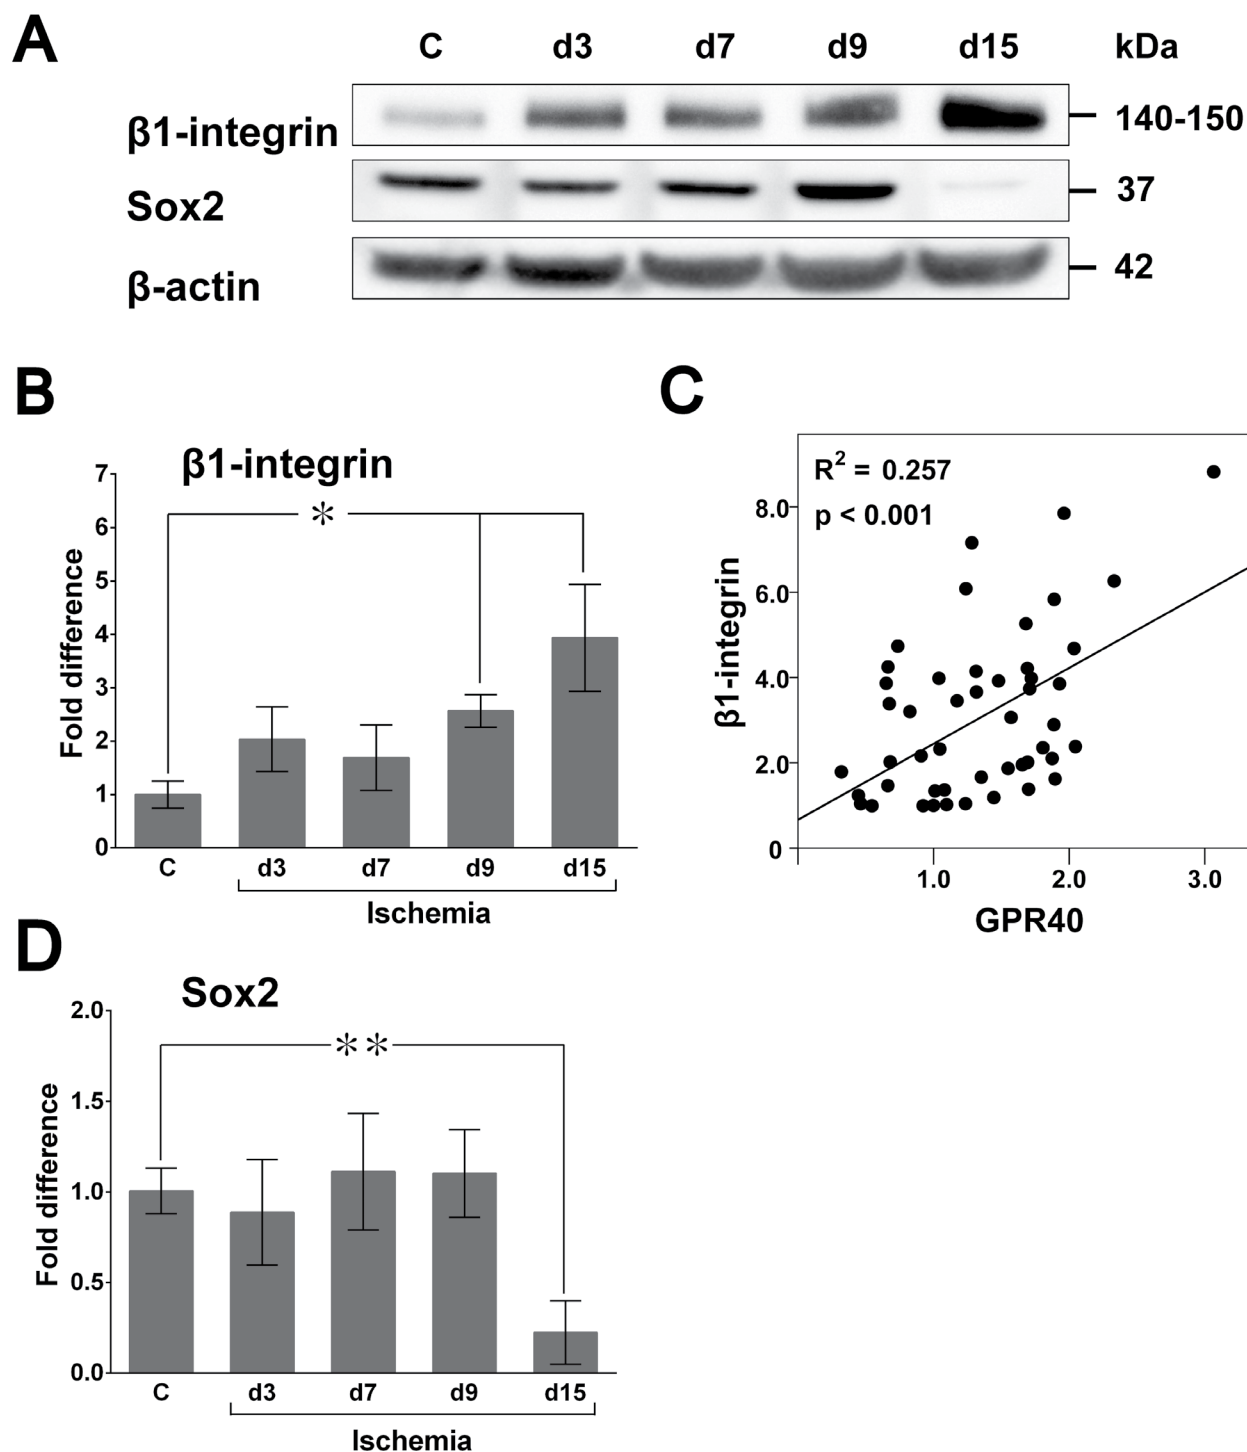 A
C d3 d7 d9 d15 kDa
β1-integrin 140-150
Sox2 37
β-actin 42
B
β1-integrin
Fold difference
7
6
5
4
3
2
1
0
*
C d3 d7 d9 d15
Ischemia
C
R² = 0.257
p < 0.001
β1-integrin
8.0
6.0
4.0
2.0
0
1.0 2.0 3.0
GPR40
D
Sox2
Fold difference
2.0
1.5
1.0
0.5
0.0
**
C d3 d7 d9 d15
Ischemia